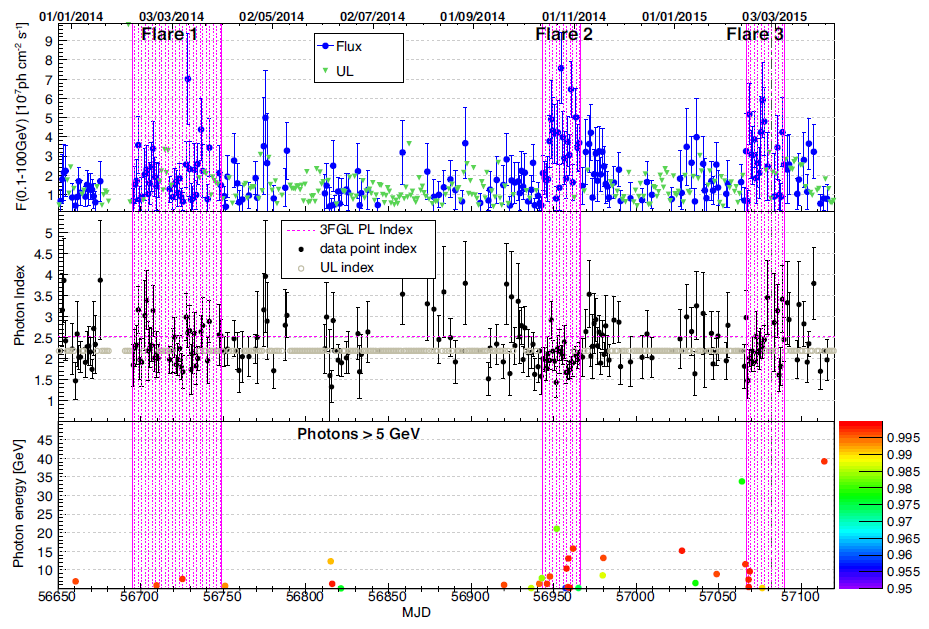 01/01/2014 03/03/2014 02/05/2014 02/07/2014 01/09/2014 01/11/2014 01/01/2015 03/03/2015
Flare 1 Flare 2 Flare 3
Flux
UL
F(0.1-100GeV) [10⁷ph cm⁻² s⁻¹]
9
8
7
6
5
4
3
2
1
3FGL PL Index
data point index
UL index
Photon Index
5
4.5
4
3.5
3
2.5
2
1.5
1
Photons > 5 GeV
Photon energy [GeV]
45
40
35
30
25
20
15
10
0.995
0.99
0.985
0.98
0.975
0.97
0.965
0.96
0.955
0.95
56650 56700 56750 56800 56850 56900 56950 57000 57050 57100
MJD